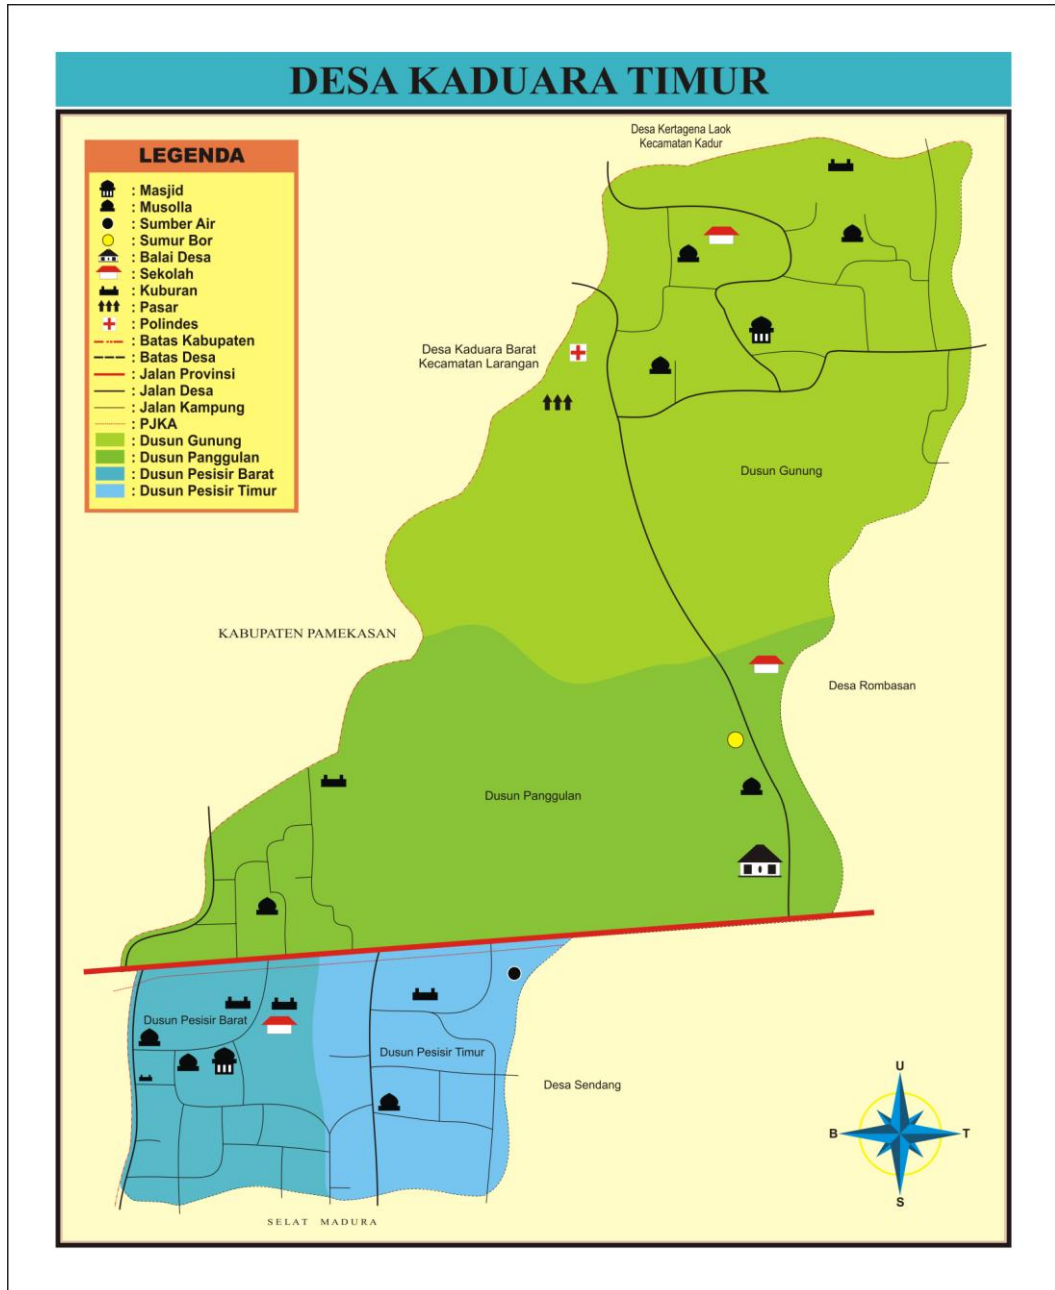 DESA KADUARA TIMUR
LEGENDA
: Masjid
: Musolla
: Sumber Air
: Sumur Bor
: Balai Desa
: Sekolah
: Kuburan
: Pasar
: Polindes
: Batas Kabupaten
: Batas Desa
: Jalan Provinsi
: Jalan Desa
: Jalan Kampung
: PJKA
: Dusun Gunung
: Dusun Panggulan
: Dusun Pesisir Barat
: Dusun Pesisir Timur
Desa Kertagena Laok
Kecamatan Kadur
Desa Kaduara Barat
Kecamatan Larangan
Dusun Gunung
KABUPATEN PAMEKASAN
Desa Rombasan
Dusun Panggulan
Dusun Pesisir Barat
Dusun Pesisir Timur
Desa Sendang
SELAT MADURA
U
B
T
S